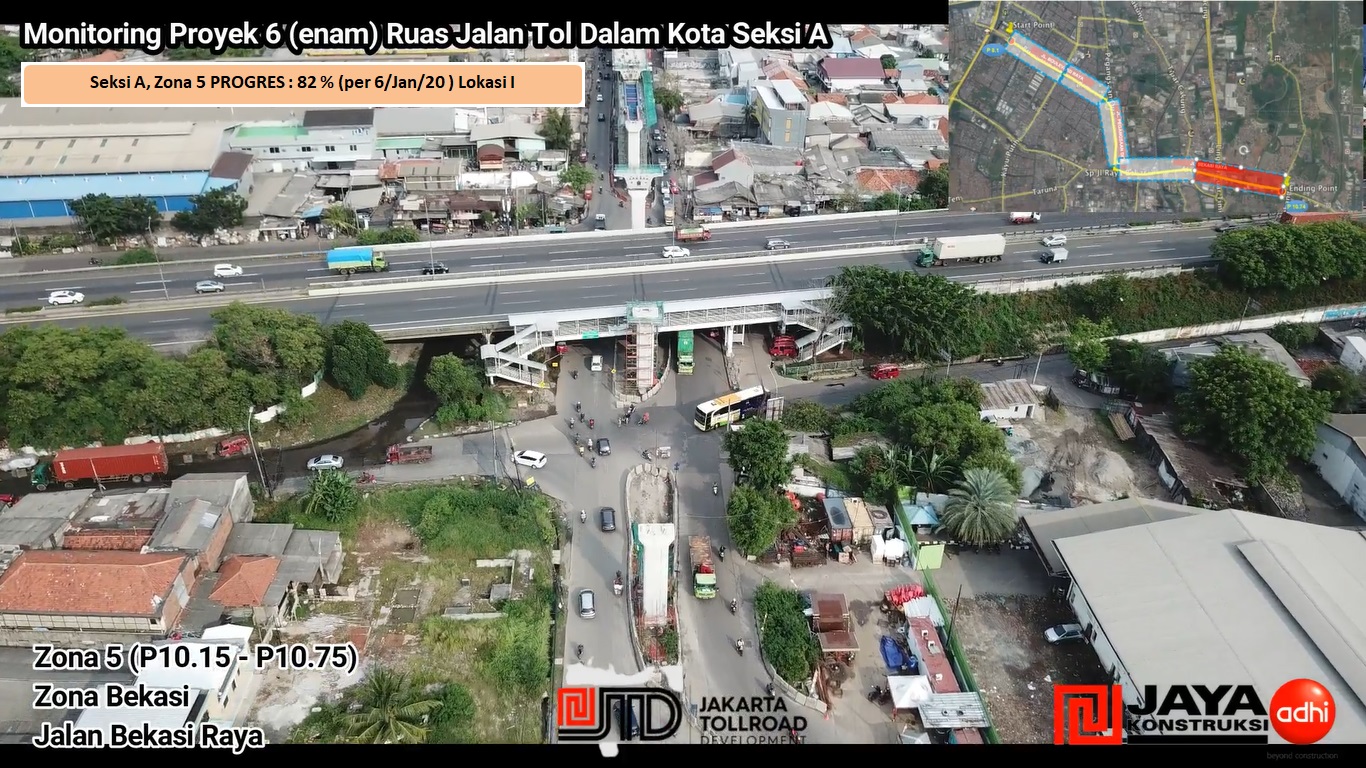 Monitoring Proyek 6 (enam) Ruas Jalan Tol Dalam Kota Seksi A
Seksi A, Zona 5 PROGRES : 82 % (per 6/Jan/20 ) Lokasi I
Start Point
Taruna
Ending Point
Zona 5 (P10.15 - P10.75)
Zona Bekasi
Jalan Bekasi Raya
JTD JAKARTA
TOLLROAD
DEVELOPMENT
JAYA
KONSTRUKSI
adhi
beyond construction